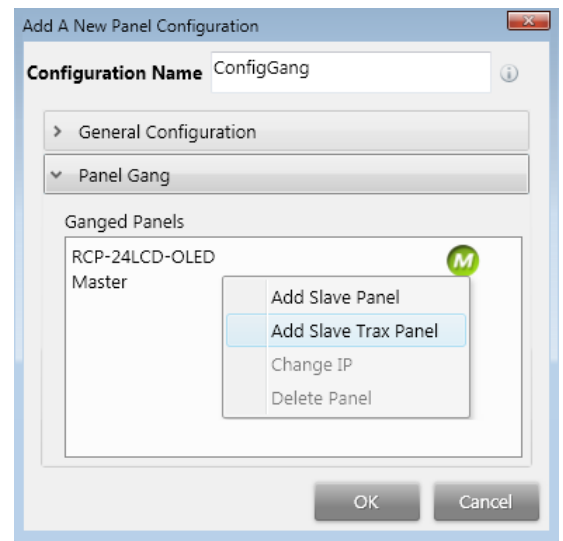 Add A New Panel Configuration
Configuration Name ConfigGang
General Configuration
Panel Gang
Ganged Panels
RCP-24LCD-OLED
M
Master
Add Slave Panel
Add Slave Trax Panel
Change IP
Delete Panel
OK Cancel